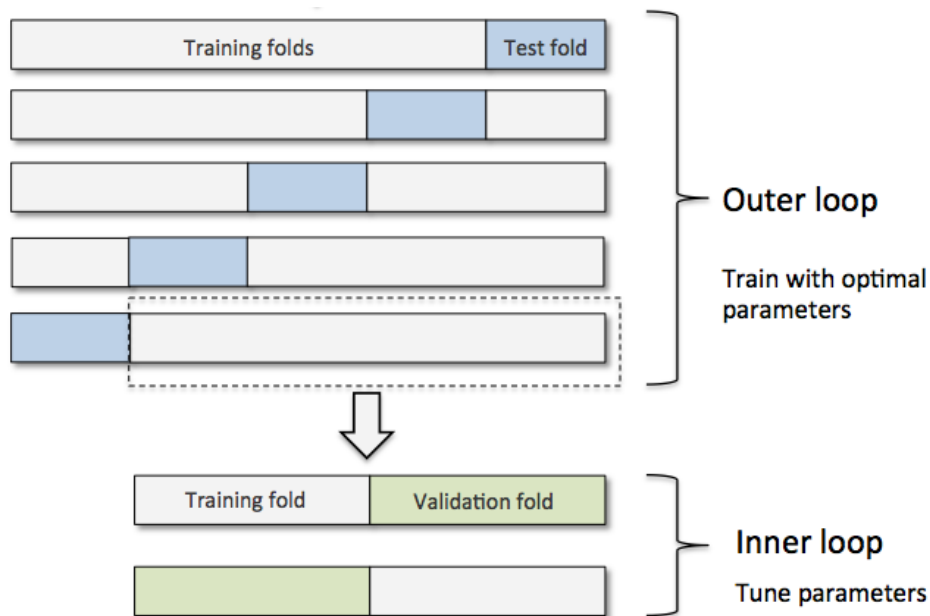 Training folds
Test fold
Outer loop
Train with optimal
parameters
Training fold
Validation fold
Inner loop
Tune parameters